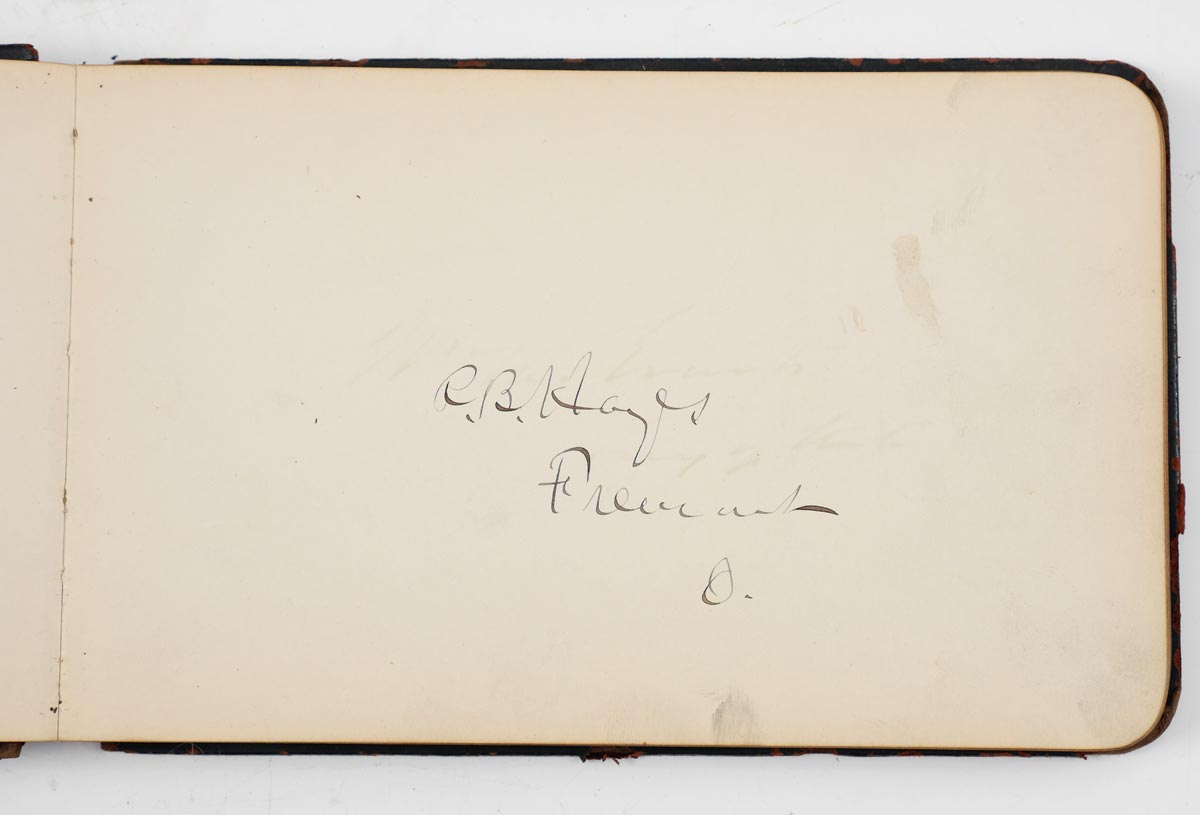 R. B. Hayes
Fremont
O.